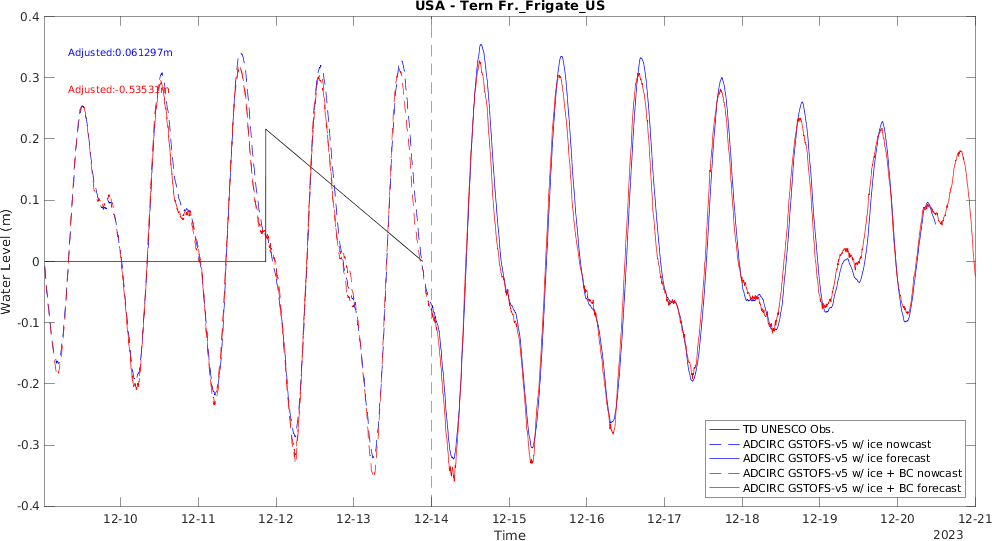 USA - Tern Fr._Frigate_US
Adjusted:0.061297m
Adjusted:-0.53531m
Water Level (m)
0.4
0.3
0.2
0.1
0
-0.1
-0.2
-0.3
-0.4
TD UNESCO Obs.
ADCIRC GSTOFS-v5 w/ ice nowcast
ADCIRC GSTOFS-v5 w/ ice forecast
ADCIRC GSTOFS-v5 w/ ice + BC nowcast
ADCIRC GSTOFS-v5 w/ ice + BC forecast
12-10 12-11 12-12 12-13 12-14 12-15 12-16 12-17 12-18 12-19 12-20 12-21
Time
2023